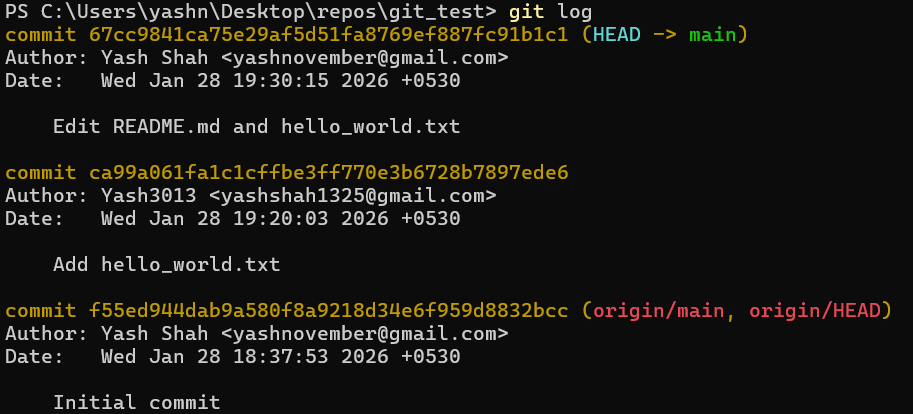 PS C:\Users\yashn\Desktop\repos\git_test> git log
commit 67cc9841ca75e29af5d51fa8769ef887fc91b1c1 (HEAD -> main)
Author: Yash Shah <yashnovember@gmail.com>
Date:   Wed Jan 28 19:30:15 2026 +0530
    Edit README.md and hello_world.txt
commit ca99a061fa1c1cffbe3ff770e3b6728b7897ede6
Author: Yash3013 <yashshah1325@gmail.com>
Date:   Wed Jan 28 19:20:03 2026 +0530
    Add hello_world.txt
commit f55ed944dab9a580f8a9218d34e6f959d8832bcc (origin/main, origin/HEAD)
Author: Yash Shah <yashnovember@gmail.com>
Date:   Wed Jan 28 18:37:53 2026 +0530
    Initial commit